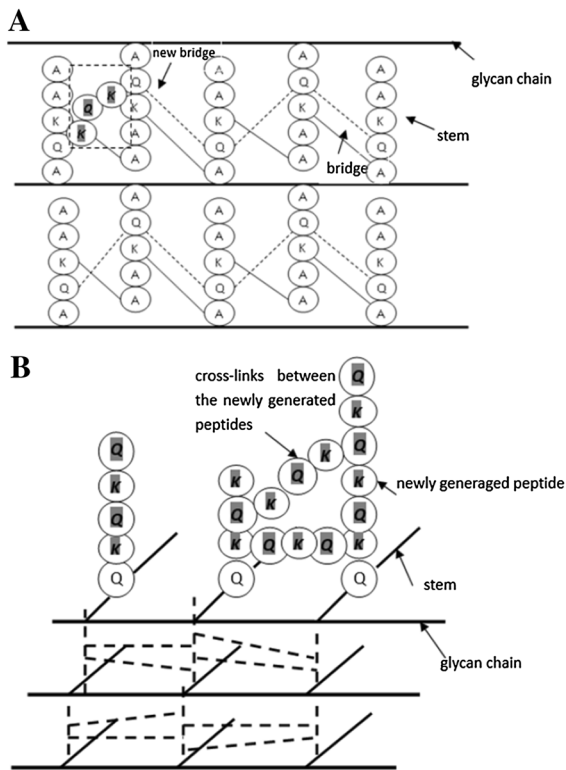 A
new bridge
A A
A A A
glycan chain
Q Q
A K A A
Q K K
K K K
stem
K A A
Q Q Q
A A
bridge
A A A
A A
A A A
Q Q
A A A
K K
K K K
A A
Q Q Q
A A
A A A
B
cross-links between
the newly generated
peptides
Q
K
Q K Q
Q
K K
newly generaged peptide
K K
Q Q Q
K K Q K Q K
Q Q Q
stem
glycan chain